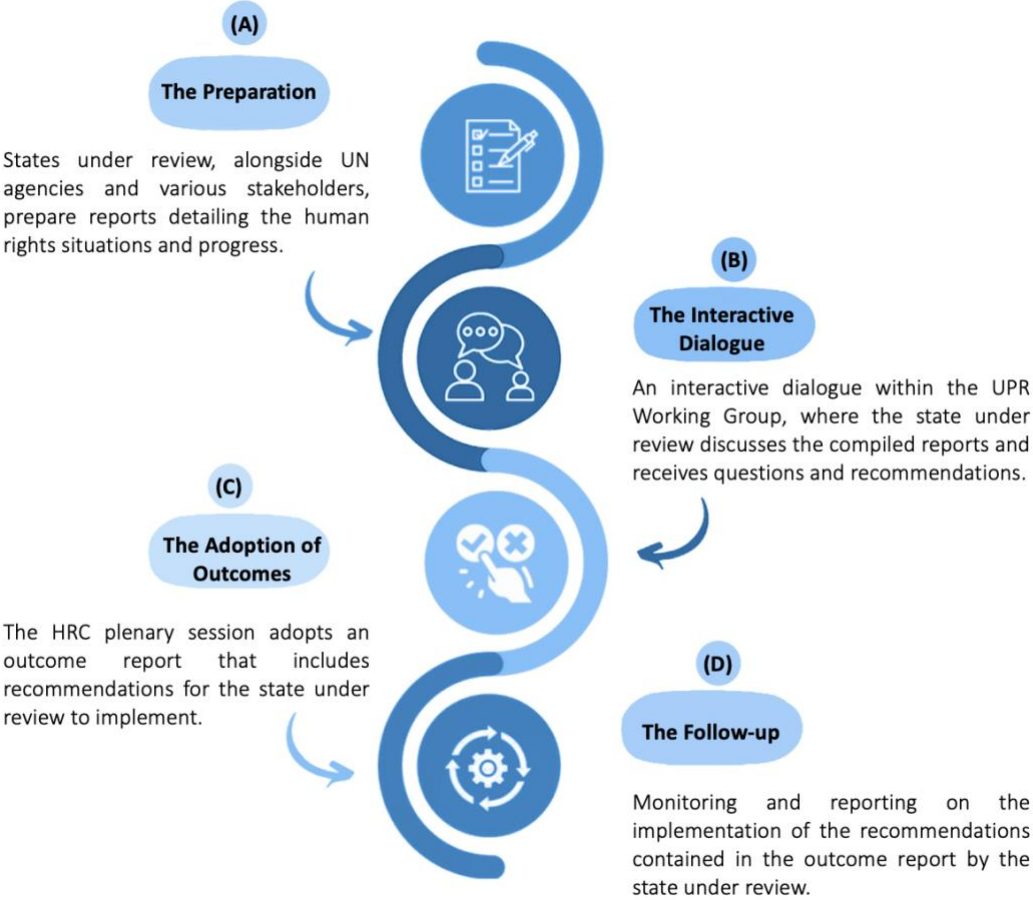 (A)
The Preparation
States under review, alongside UN
agencies and various stakeholders,
prepare reports detailing the human
rights situations and progress.
(B)
The Interactive
Dialogue
An interactive dialogue within the UPR
Working Group, where the state under
review discusses the compiled reports and
receives questions and recommendations.
(C)
The Adoption of
Outcomes
The HRC plenary session adopts an
outcome report that includes
recommendations for the state under
review to implement.
(D)
The Follow-up
Monitoring and reporting on the
implementation of the recommendations
contained in the outcome report by the
state under review.